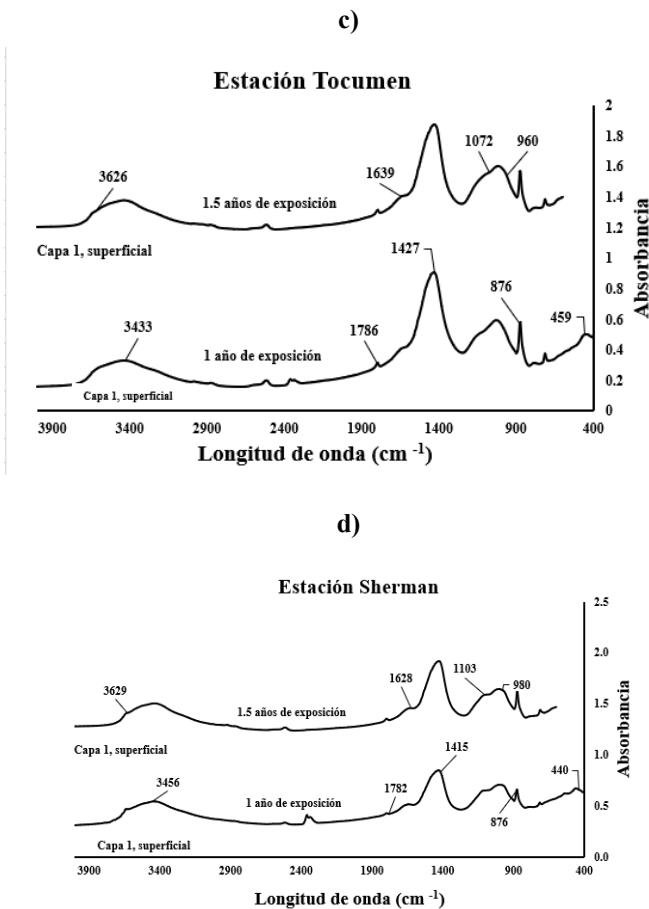 c)
Estación Tocumen
2
1.8
1072
960
1.6
3626
1639
1.5 años de exposición
1.4
1.2
Capa 1, superficial
1427
1
Absorbancia
876
0.8
3433
1786
459
0.6
1 año de exposición
0.4
Capa 1, superficial
0.2
0
3900 3400 2900 2400 1900 1400 900 400
Longitud de onda (cm -1)
d)
Estación Sherman
2.5
2.0
3629
1628
1103
980
1.5 años de exposición
1.5
Absorbancia
Capa 1, superficial
1415
1.0
3456
1782
440
1 año de exposición
0.5
876
Capa 1, superficial
0.0
3900 3400 2900 2400 1900 1400 900 400
Longitud de onda (cm -1)